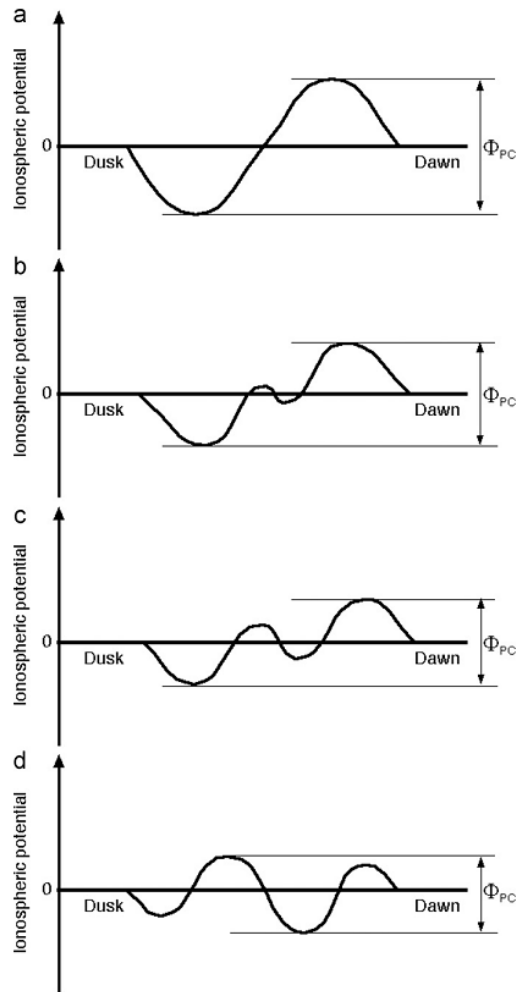 a
Ionospheric potential
0
Dusk
Dawn
ΦPC
b
Ionospheric potential
0
Dusk
Dawn
ΦPC
c
Ionospheric potential
0
Dusk
Dawn
ΦPC
d
Ionospheric potential
0
Dusk
Dawn
ΦPC